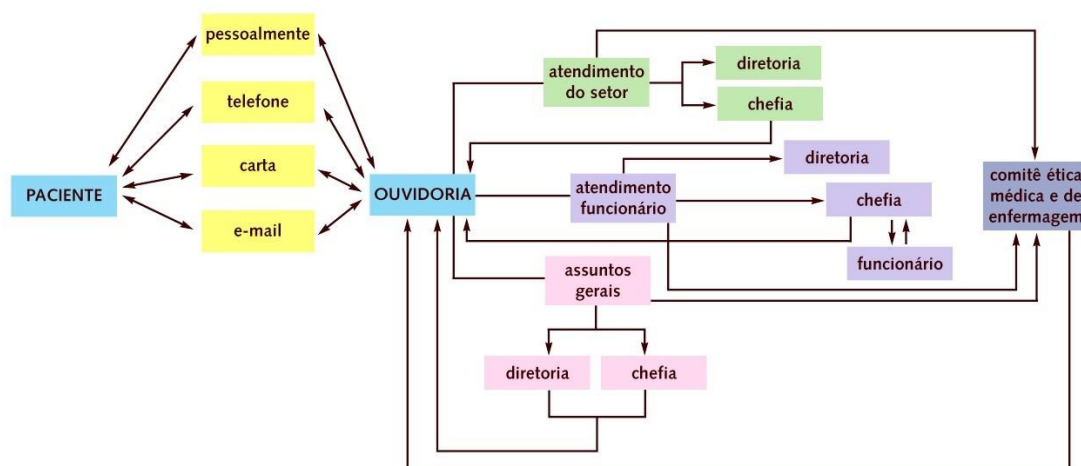 pessoalmente
telefone
carta
e-mail
PACIENTE
OUVIDORIA
atendimento
do setor
diretoria
chefia
atendimento
funcionário
diretoria
chefia
funcionário
assuntos
gerais
diretoria
chefia
comitê ética
médica e de
enfermagem